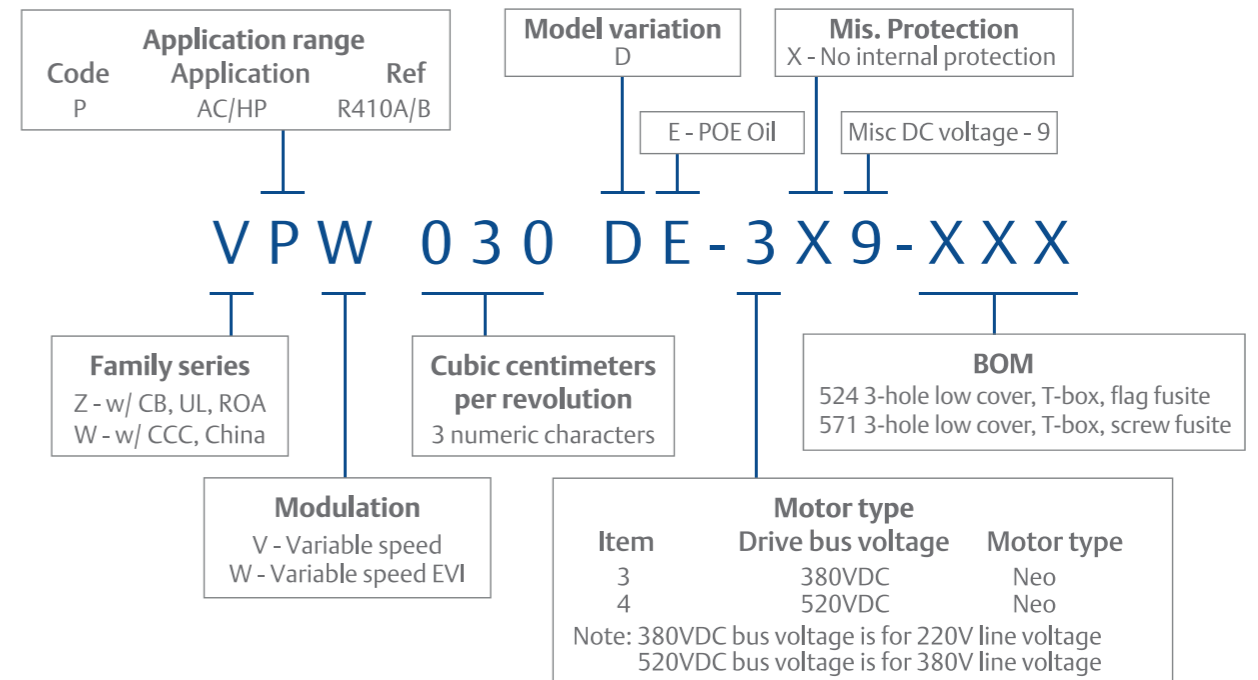 Application range
Code Application Ref
P AC/HP R410A/B
Model variation
D
Mis. Protection
X - No internal protection
E - POE Oil
Misc DC voltage - 9
V P W 0 3 0 D E - 3 X 9 - X X X
Family series
Z - w/ CB, UL, ROA
W - w/ CCC, China
Cubic centimeters
per revolution
3 numeric characters
BOM
524 3-hole low cover, T-box, flag fusite
571 3-hole low cover, T-box, screw fusite
Modulation
V - Variable speed
W - Variable speed EVI
Motor type
Item Drive bus voltage Motor type
3 380VDC Neo
4 520VDC Neo
Note: 380VDC bus voltage is for 220V line voltage
520VDC bus voltage is for 380V line voltage